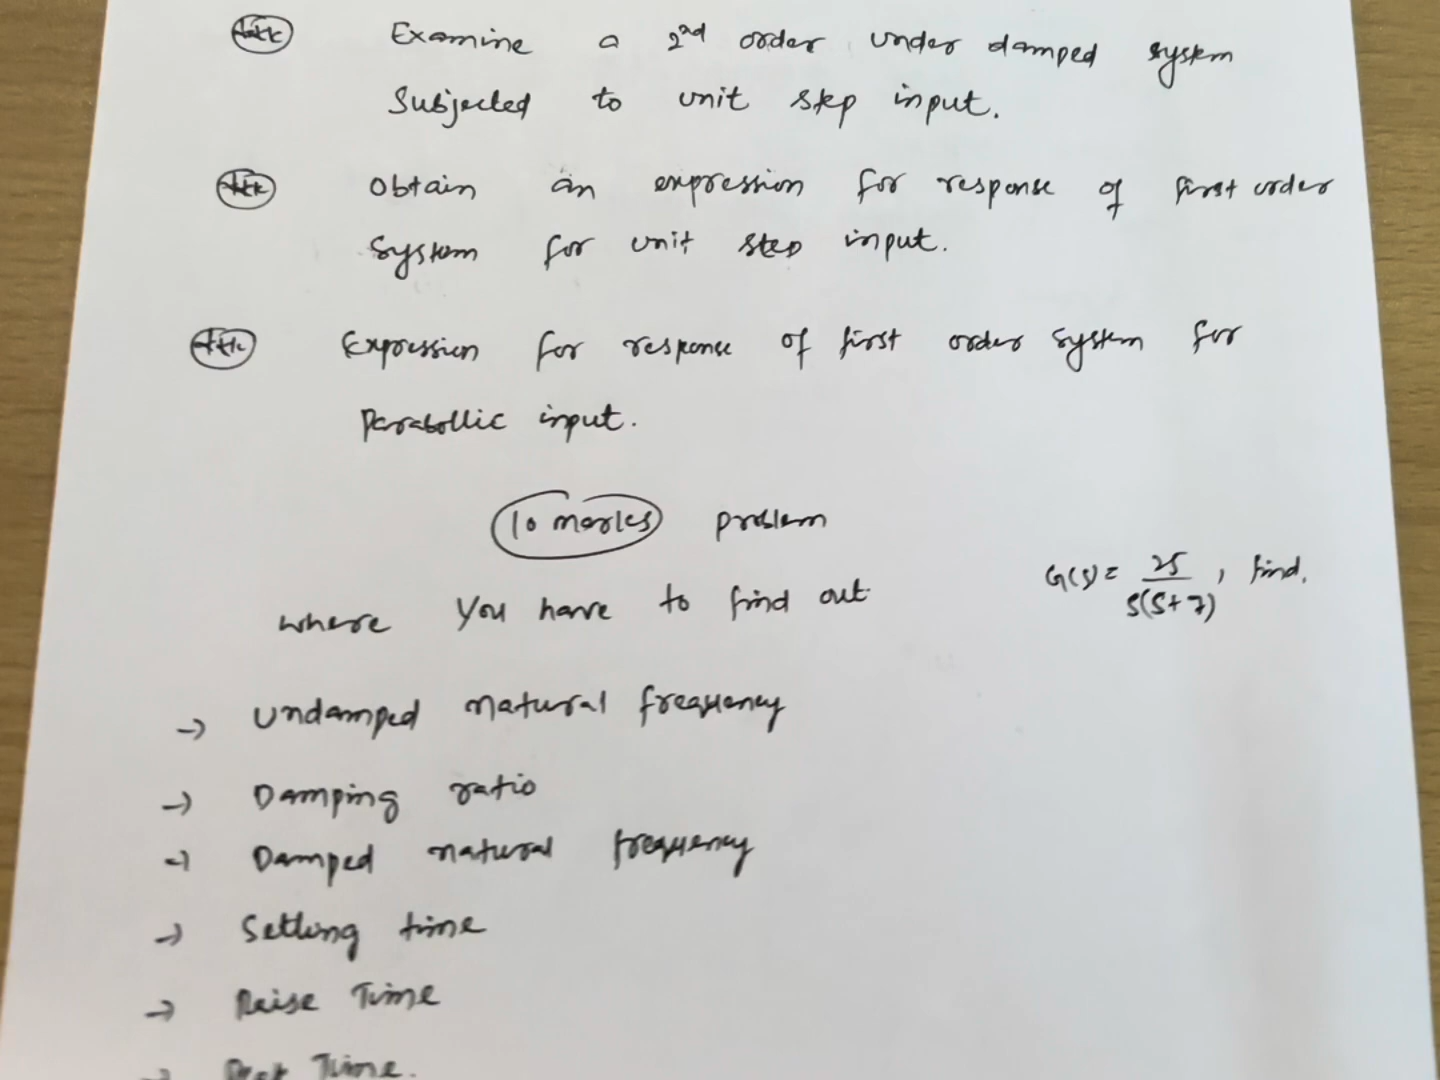 Examine a 2nd order under damped system
Subjected to unit step input.
Obtain an expression for response of first order
System for unit step input.
Expression for response of first order system for
Parabollic input.
10 marks problem
G(s) = 25 / s(s+7), find.
where you have to find out
→ Undamped natural frequency
→ Damping ratio
→ Damped natural frequency
→ Settling time
→ Raise Time
→ Peak Time.